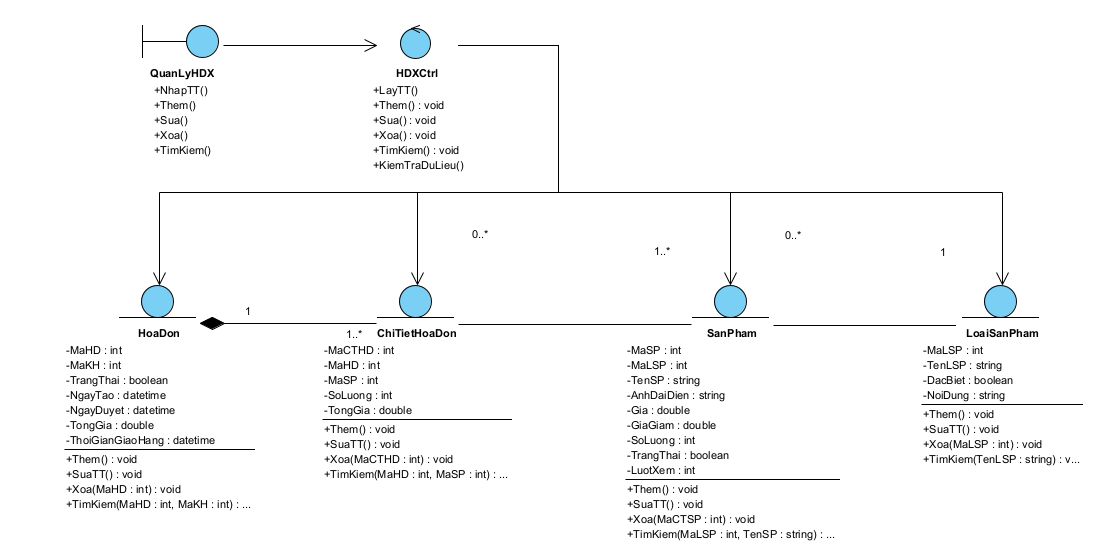 QuanLyHDX
+NhapTT()
+Them()
+Sua()
+Xoa()
+TimKiem()
HDXCtrl
+LayTT()
+Them() : void
+Sua() : void
+Xoa() : void
+TimKiem() : void
+KiemTraDuLieu()
0..*
1..*
0..*
1
1
1..*
HoaDon
-MaHD : int
-MaKH : int
-TrangThai : boolean
-NgayTao : datetime
-NgayDuyet : datetime
-TongGia : double
-ThoiGianGiaoHang : datetime
+Them() : void
+SuaTT() : void
+Xoa(MaHD : int) : void
+TimKiem(MaHD : int, MaKH : int) : ...
ChiTietHoaDon
-MaCTHD : int
-MaHD : int
-MaSP : int
-SoLuong : int
-TongGia : double
+Them() : void
+SuaTT() : void
+Xoa(MaCTHD : int) : void
+TimKiem(MaHD : int, MaSP : int) : ...
SanPham
-MaSP : int
-MaLSP : int
-TenSP : string
-AnhDaiDien : string
-Gia : double
-GiaGiam : double
-SoLuong : int
-TrangThai : boolean
-LuotXem : int
+Them() : void
+SuaTT() : void
+Xoa(MaCTSP : int) : void
+TimKiem(MaLSP : int, TenSP : string) : ...
LoaiSanPham
-MaLSP : int
-TenLSP : string
-DacBiet : boolean
-NoiDung : string
+Them() : void
+SuaTT() : void
+Xoa(MaLSP : int) : void
+TimKiem(TenLSP : string) : v...